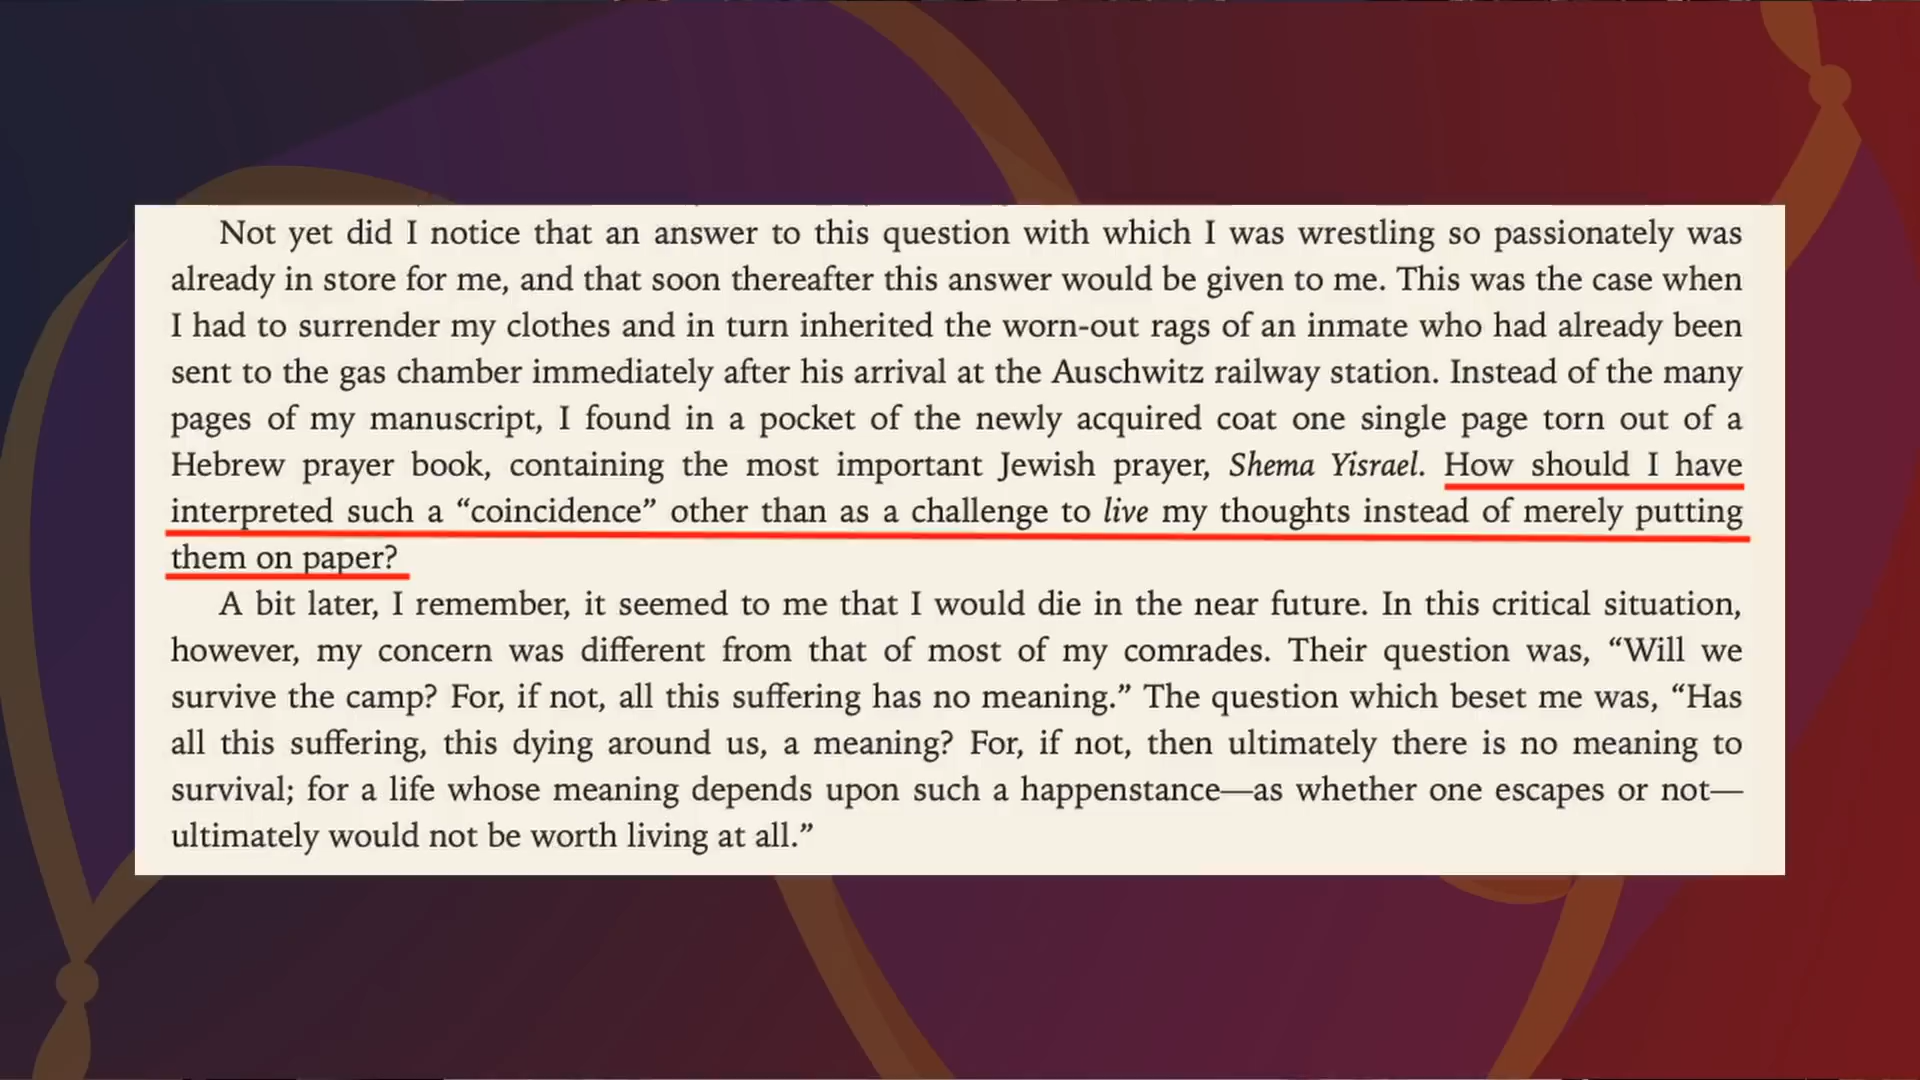 Not yet did I notice that an answer to this question with which I was wrestling so passionately was
already in store for me, and that soon thereafter this answer would be given to me. This was the case when
I had to surrender my clothes and in turn inherited the worn-out rags of an inmate who had already been
sent to the gas chamber immediately after his arrival at the Auschwitz railway station. Instead of the many
pages of my manuscript, I found in a pocket of the newly acquired coat one single page torn out of a
Hebrew prayer book, containing the most important Jewish prayer, Shema Yisrael. How should I have
interpreted such a “coincidence” other than as a challenge to live my thoughts instead of merely putting
them on paper?
A bit later, I remember, it seemed to me that I would die in the near future. In this critical situation,
however, my concern was different from that of most of my comrades. Their question was, “Will we
survive the camp? For, if not, all this suffering has no meaning.” The question which beset me was, “Has
all this suffering, this dying around us, a meaning? For, if not, then ultimately there is no meaning to
survival; for a life whose meaning depends upon such a happenstance—as whether one escapes or not—
ultimately would not be worth living at all.”